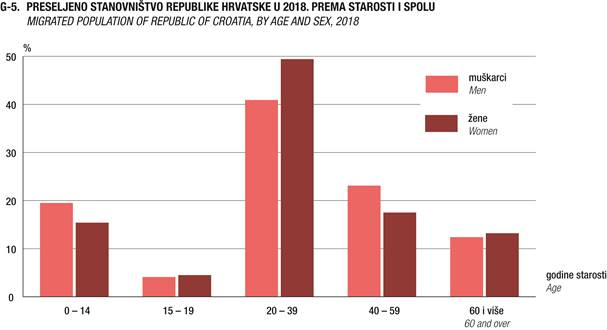 G-5. PRESELJENO STANOVNIŠTVO REPUBLIKE HRVATSKE U 2018. PREMA STAROSTI I SPOLU
MIGRATED POPULATION OF REPUBLIC OF CROATIA, BY AGE AND SEX, 2018
%
50
40
30
20
10
0
muškarci
Men
žene
Women
0 – 14
15 – 19
20 – 39
40 – 59
60 i više
60 and over
godine starosti
Age